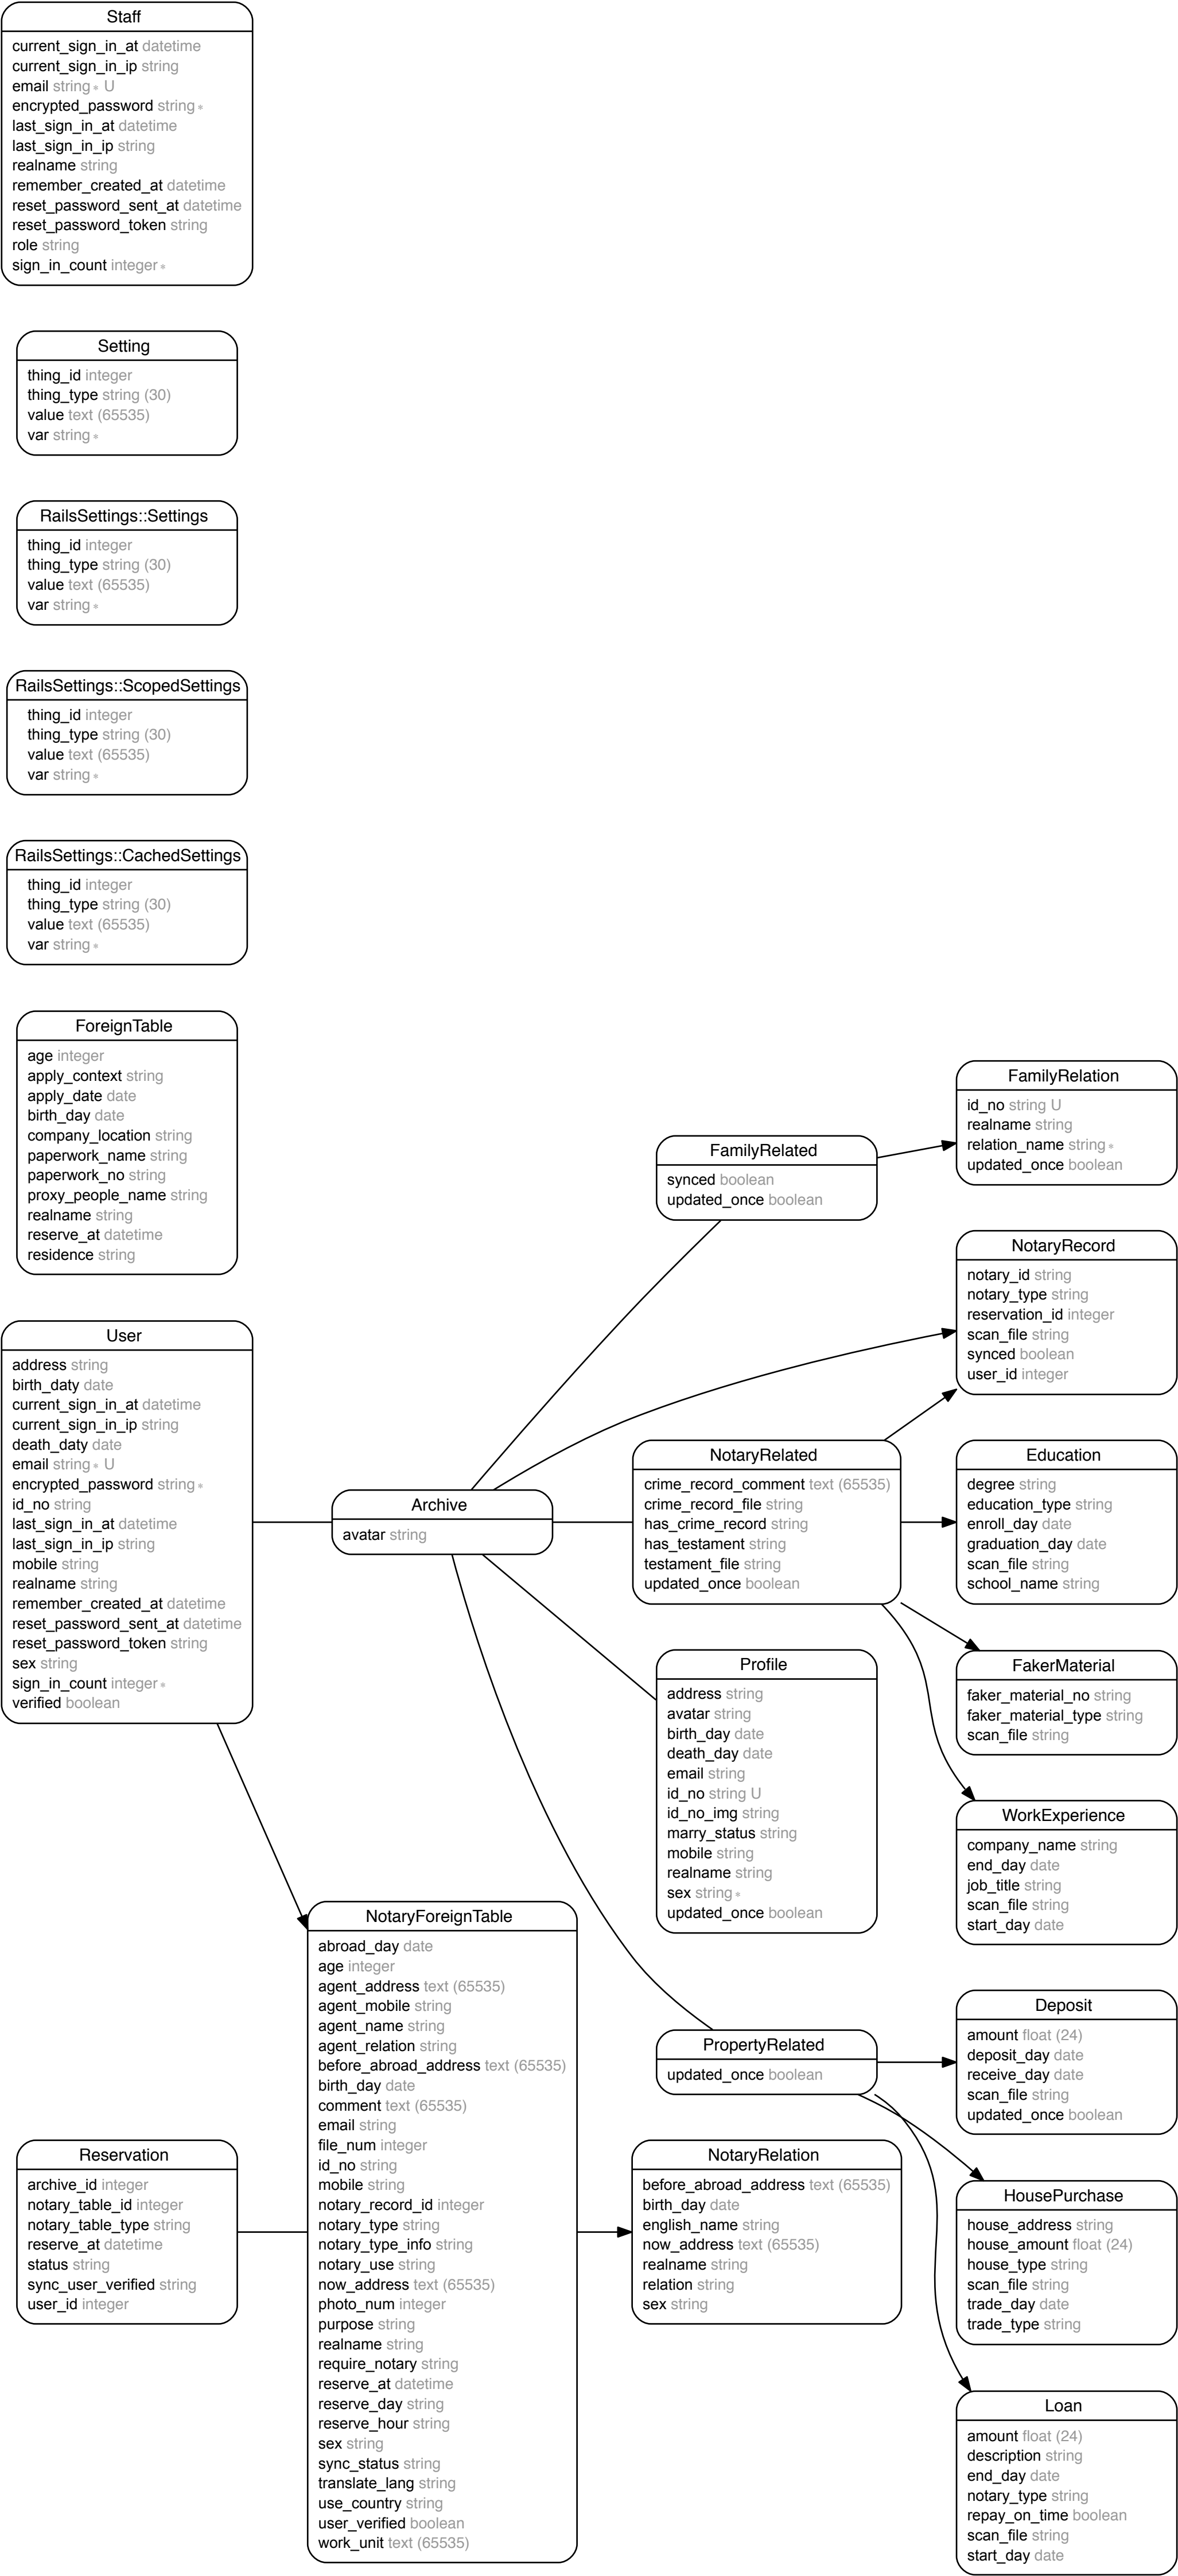 Staff
current_sign_in_at datetime
current_sign_in_ip string
email string * U
encrypted_password string *
last_sign_in_at datetime
last_sign_in_ip string
realname string
remember_created_at datetime
reset_password_sent_at datetime
reset_password_token string
role string
sign_in_count integer *
Setting
thing_id integer
thing_type string (30)
value text (65535)
var string *
RailsSettings::Settings
thing_id integer
thing_type string (30)
value text (65535)
var string *
RailsSettings::ScopedSettings
thing_id integer
thing_type string (30)
value text (65535)
var string *
RailsSettings::CachedSettings
thing_id integer
thing_type string (30)
value text (65535)
var string *
ForeignTable
age integer
apply_context string
apply_date date
birth_day date
company_location string
paperwork_name string
paperwork_no string
proxy_people_name string
realname string
reserve_at datetime
residence string
User
address string
birth_daty date
current_sign_in_at datetime
current_sign_in_ip string
death_daty date
email string * U
encrypted_password string *
id_no string
last_sign_in_at datetime
last_sign_in_ip string
mobile string
realname string
remember_created_at datetime
reset_password_sent_at datetime
reset_password_token string
sex string
sign_in_count integer *
verified boolean
Reservation
archive_id integer
notary_table_id integer
notary_table_type string
reserve_at datetime
status string
sync_user_verified string
user_id integer
Archive
avatar string
NotaryForeignTable
abroad_day date
age integer
agent_address text (65535)
agent_mobile string
agent_name string
agent_relation string
before_abroad_address text (65535)
birth_day date
comment text (65535)
email string
file_num integer
id_no string
mobile string
notary_record_id integer
notary_type string
notary_type_info string
notary_use string
now_address text (65535)
photo_num integer
purpose string
realname string
require_notary string
reserve_at datetime
reserve_day string
reserve_hour string
sex string
sync_status string
translate_lang string
use_country string
user_verified boolean
work_unit text (65535)
FamilyRelated
synced boolean
updated_once boolean
NotaryRelated
crime_record_comment text (65535)
crime_record_file string
has_crime_record string
has_testament string
testament_file string
updated_once boolean
Profile
address string
avatar string
birth_day date
death_day date
email string
id_no string U
id_no_img string
marry_status string
mobile string
realname string
sex string *
updated_once boolean
PropertyRelated
updated_once boolean
NotaryRelation
before_abroad_address text (65535)
birth_day date
english_name string
now_address text (65535)
realname string
relation string
sex string
FamilyRelation
id_no string U
realname string
relation_name string *
updated_once boolean
NotaryRecord
notary_id string
notary_type string
reservation_id integer
scan_file string
synced boolean
user_id integer
Education
degree string
education_type string
enroll_day date
graduation_day date
scan_file string
school_name string
FakerMaterial
faker_material_no string
faker_material_type string
scan_file string
WorkExperience
company_name string
end_day date
job_title string
scan_file string
start_day date
Deposit
amount float (24)
deposit_day date
receive_day date
scan_file string
updated_once boolean
HousePurchase
house_address string
house_amount float (24)
house_type string
scan_file string
trade_day date
trade_type string
Loan
amount float (24)
description string
end_day date
notary_type string
repay_on_time boolean
scan_file string
start_day date